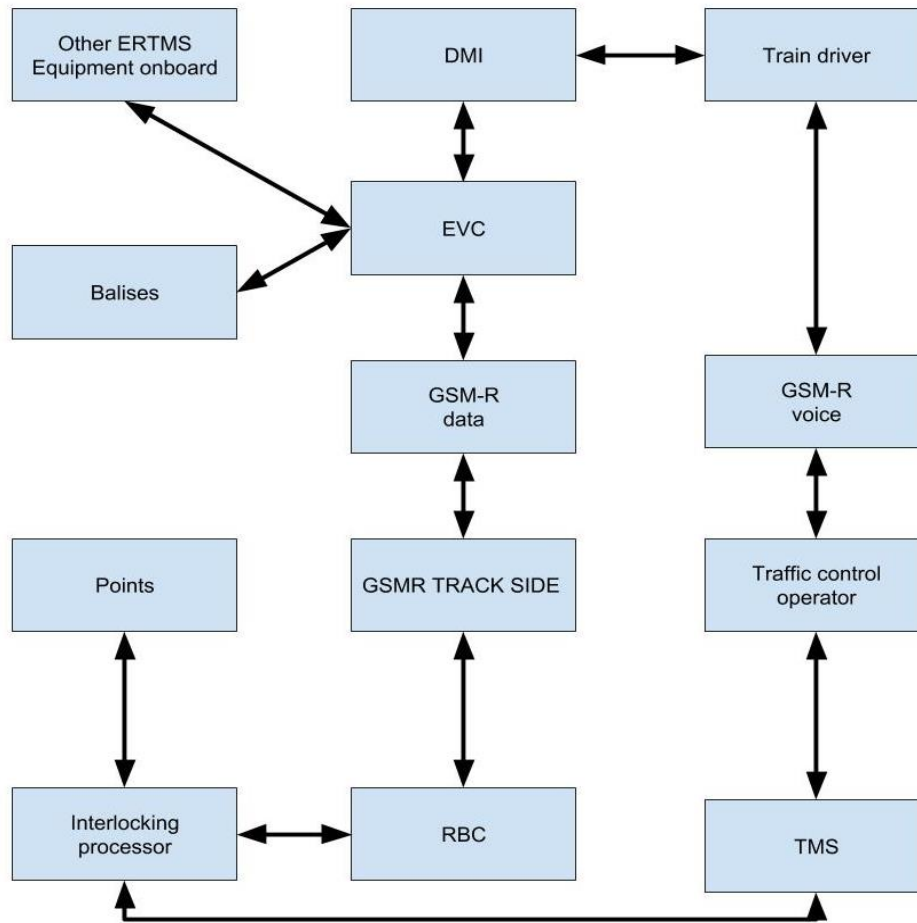 Other ERTMS
Equipment onboard
DMI
Train driver
EVC
Balises
GSM-R
data
GSM-R
voice
Points
GSMR TRACK SIDE
Traffic control
operator
Interlocking
processor
RBC
TMS